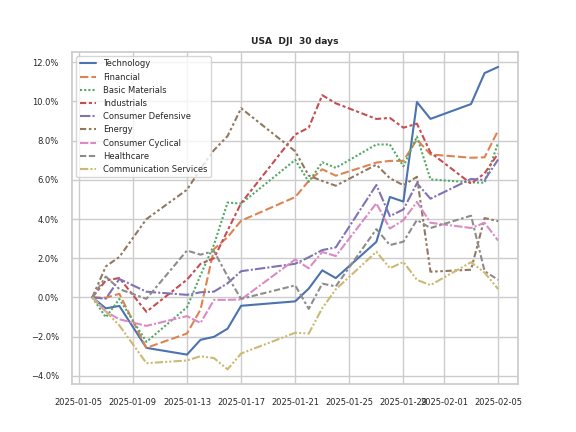 USA  DJI  30 days
12.0%
10.0%
8.0%
6.0%
4.0%
2.0%
0.0%
−2.0%
−4.0%
Technology
Financial
Basic Materials
Industrials
Consumer Defensive
Energy
Consumer Cyclical
Healthcare
Communication Services
2025-01-05 2025-01-09 2025-01-13 2025-01-17 2025-01-21 2025-01-25 2025-01-29 2025-02-01 2025-02-05